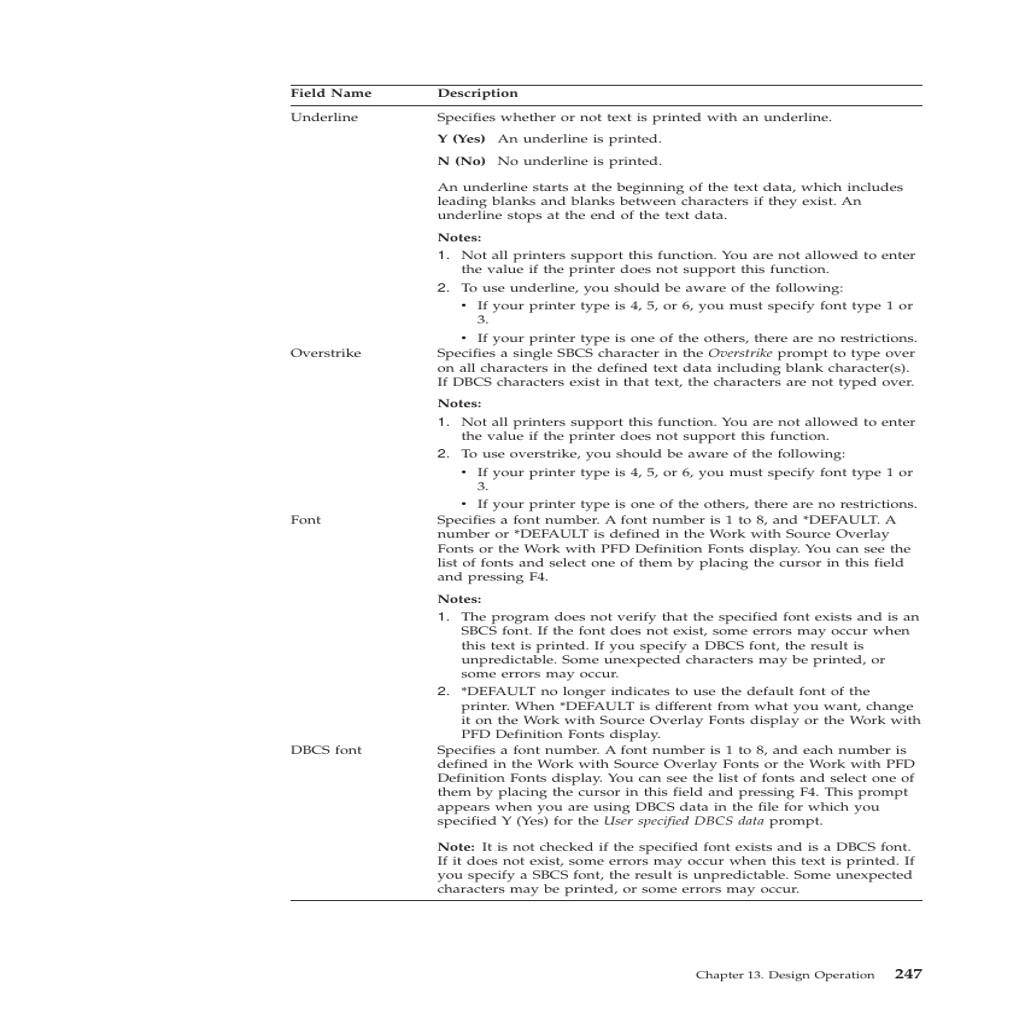 Field Name Description
Underline Specifies whether or not text is printed with an underline.
Y (Yes) An underline is printed.
N (No) No underline is printed.
An underline starts at the beginning of the text data, which includes
leading blanks and blanks between characters if they exist. An
underline stops at the end of the text data.
Notes:
1. Not all printers support this function. You are not allowed to enter
the value if the printer does not support this function.
2. To use underline, you should be aware of the following:
• If your printer type is 4, 5, or 6, you must specify font type 1 or
3.
• If your printer type is one of the others, there are no restrictions.
Overstrike Specifies a single SBCS character in the Overstrike prompt to type over
on all characters in the defined text data including blank character(s).
If DBCS characters exist in that text, the characters are not typed over.
Notes:
1. Not all printers support this function. You are not allowed to enter
the value if the printer does not support this function.
2. To use overstrike, you should be aware of the following:
• If your printer type is 4, 5, or 6, you must specify font type 1 or
3.
• If your printer type is one of the others, there are no restrictions.
Font Specifies a font number. A font number is 1 to 8, and *DEFAULT. A
number or *DEFAULT is defined in the Work with Source Overlay
Fonts or the Work with PFD Definition Fonts display. You can see the
list of fonts and select one of them by placing the cursor in this field
and pressing F4.
Notes:
1. The program does not verify that the specified font exists and is an
SBCS font. If the font does not exist, some errors may occur when
this text is printed. If you specify a DBCS font, the result is
unpredictable. Some unexpected characters may be printed, or
some errors may occur.
2. *DEFAULT no longer indicates to use the default font of the
printer. When *DEFAULT is different from what you want, change
it on the Work with Source Overlay Fonts display or the Work with
PFD Definition Fonts display.
DBCS font Specifies a font number. A font number is 1 to 8, and each number is
defined in the Work with Source Overlay Fonts or the Work with PFD
Definition Fonts display. You can see the list of fonts and select one of
them by placing the cursor in this field and pressing F4. This prompt
appears when you are using DBCS data in the file for which you
specified Y (Yes) for the User specified DBCS data prompt.
Note: It is not checked if the specified font exists and is a DBCS font.
If it does not exist, some errors may occur when this text is printed. If
you specify a SBCS font, the result is unpredictable. Some unexpected
characters may be printed, or some errors may occur.
Chapter 13. Design Operation 247